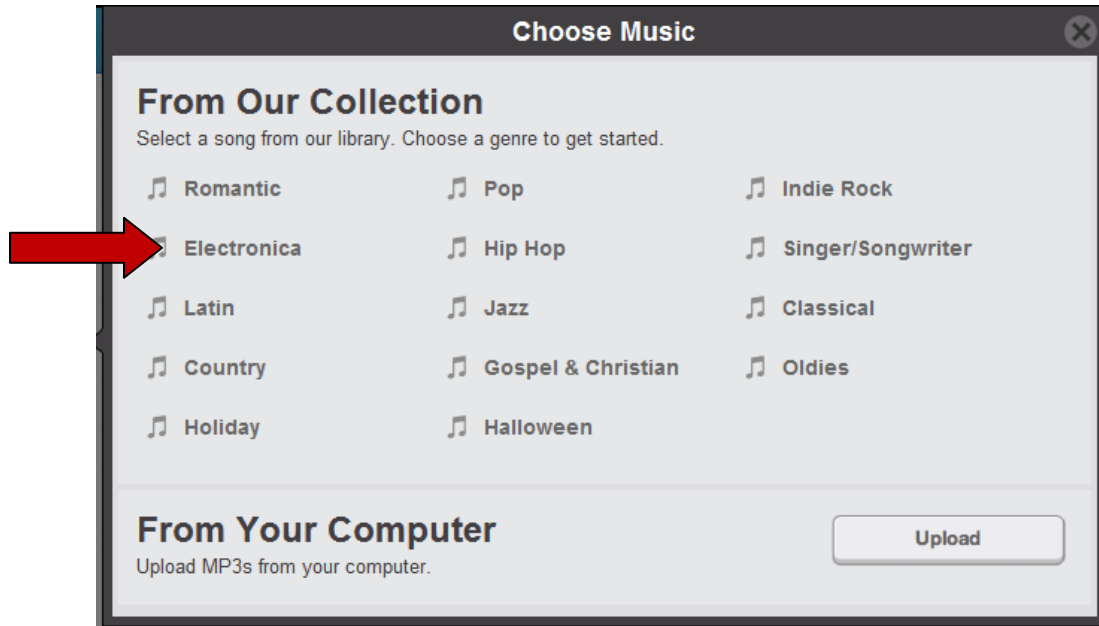 Choose Music
From Our Collection
Select a song from our library. Choose a genre to get started.
Romantic Pop Indie Rock
Electronica Hip Hop Singer/Songwriter
Latin Jazz Classical
Country Gospel & Christian Oldies
Holiday Halloween
From Your Computer
Upload
Upload MP3s from your computer.